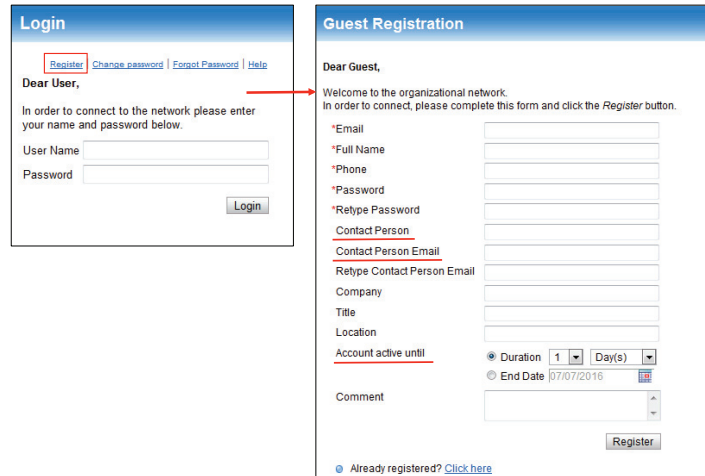 Login
Register | Change password | Forgot Password | Help
Dear User,
In order to connect to the network please enter
your name and password below.
User Name
Password
Login
Guest Registration
Dear Guest,
Welcome to the organizational network.
In order to connect, please complete this form and click the Register button.
*Email
*Full Name
*Phone
*Password
*Retype Password
Contact Person
Contact Person Email
Retype Contact Person Email
Company
Title
Location
Account active until
Duration 1 Day(s)
End Date 07/07/2016
Comment
Register
Already registered? Click here